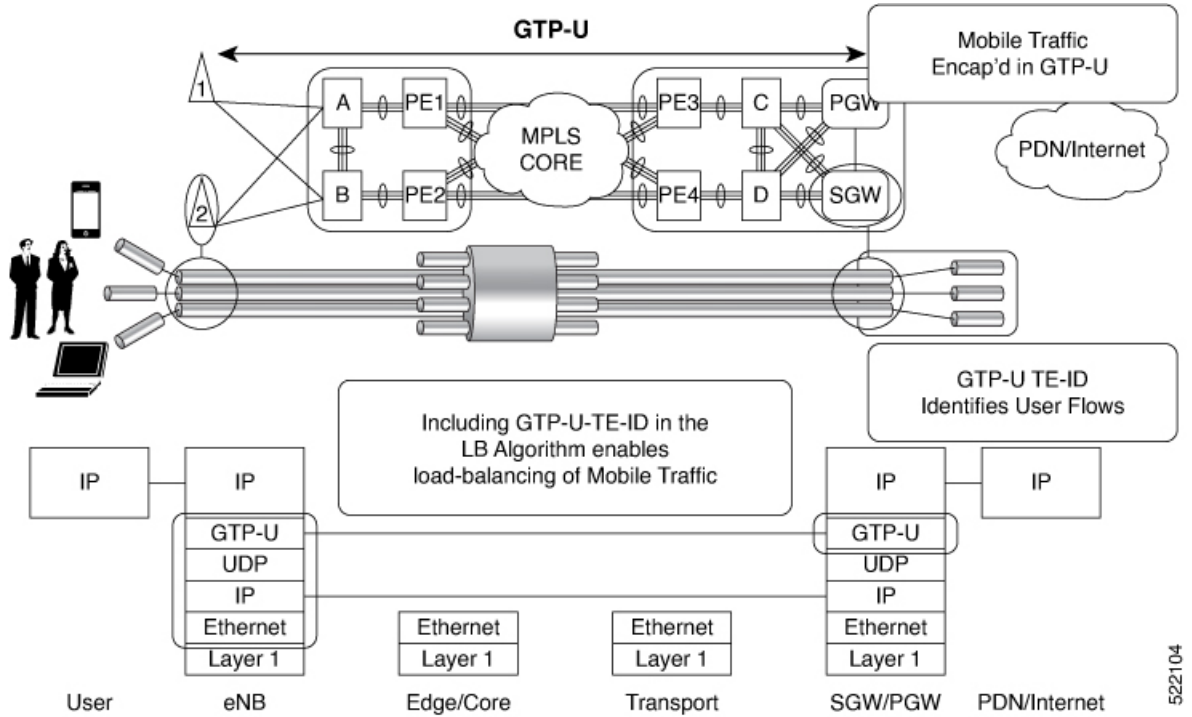 GTP-U
Mobile Traffic
Encap'd in GTP-U
1
A
PE1
PE3
C
PGW
MPLS
CORE
PDN/Internet
2
B
PE2
PE4
D
SGW
GTP-U TE-ID
Identifies User Flows
Including GTP-U-TE-ID in the
LB Algorithm enables
load-balancing of Mobile Traffic
IP
IP
IP
IP
GTP-U
GTP-U
UDP
UDP
IP
IP
Ethernet
Ethernet
Ethernet
Ethernet
Layer 1
Layer 1
Layer 1
Layer 1
User
eNB
Edge/Core
Transport
SGW/PGW
PDN/Internet
522104